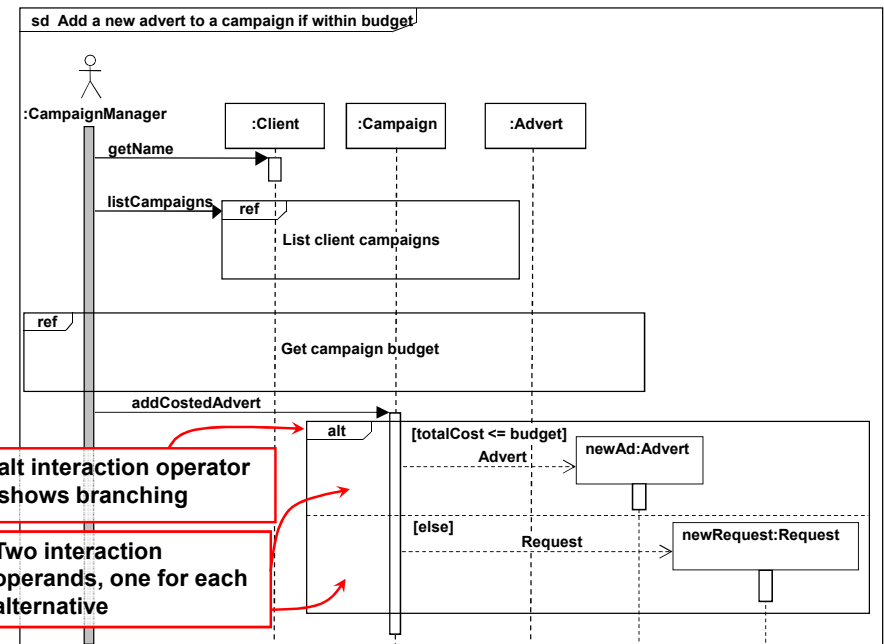 sd Add a new advert to a campaign if within budget
:CampaignManager
:Client
:Campaign
:Advert
getName
listCampaigns
ref
List client campaigns
ref
Get campaign budget
addCostedAdvert
alt
[totalCost <= budget]
Advert
newAd:Advert
alt interaction operator
shows branching
[else]
Request
newRequest:Request
Two interaction
operands, one for each
alternative